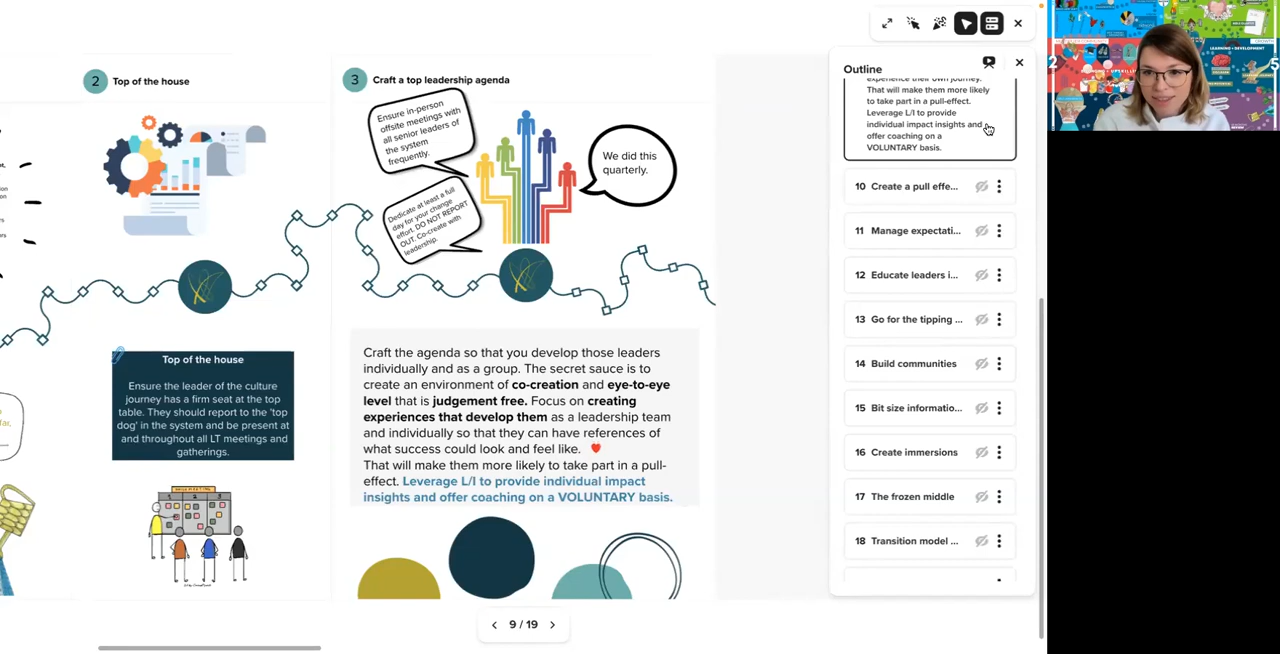 2 Top of the house
3 Craft a top leadership agenda
Ensure in-person
offsite meetings with
all senior leaders of
the system
frequently.
Dedicate at least a full
day for your change
effort. DO NOT REPORT
OUT. Co-create with
leadership.
We did this
quarterly.
Top of the house
Ensure the leader of the culture
journey has a firm seat at the top
table. They should report to the 'top
dog' in the system and be present at
and throughout all LT meetings and
gatherings.
Craft the agenda so that you develop those leaders
individually and as a group. The secret sauce is to
create an environment of co-creation and eye-to-eye
level that is judgement free. Focus on creating
experiences that develop them as a leadership team
and individually so that they can have references of
what success could look and feel like.
That will make them more likely to take part in a pull-
effect. Leverage L/I to provide individual impact
insights and offer coaching on a VOLUNTARY basis.
9 / 19
Outline
experience their own journey.
That will make them more likely
to take part in a pull-effect.
Leverage L/I to provide
individual impact insights and
offer coaching on a
VOLUNTARY basis.
10 Create a pull effe...
11 Manage expectati...
12 Educate leaders i...
13 Go for the tipping ...
14 Build communities
15 Bit size informatio...
16 Create immersions
17 The frozen middle
18 Transition model ...
LEARNING + DEVELOPMENT
2
5